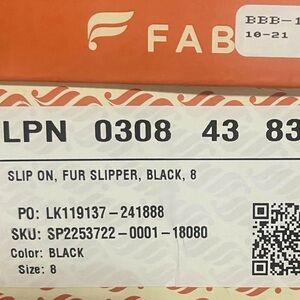 FAB
BBB-1
10-21
LPN 0308 43 83
SLIP ON, FUR SLIPPER, BLACK, 8
PO: LK119137-241888
SKU: SP2253722-0001-18080
Color: BLACK
Size: 8